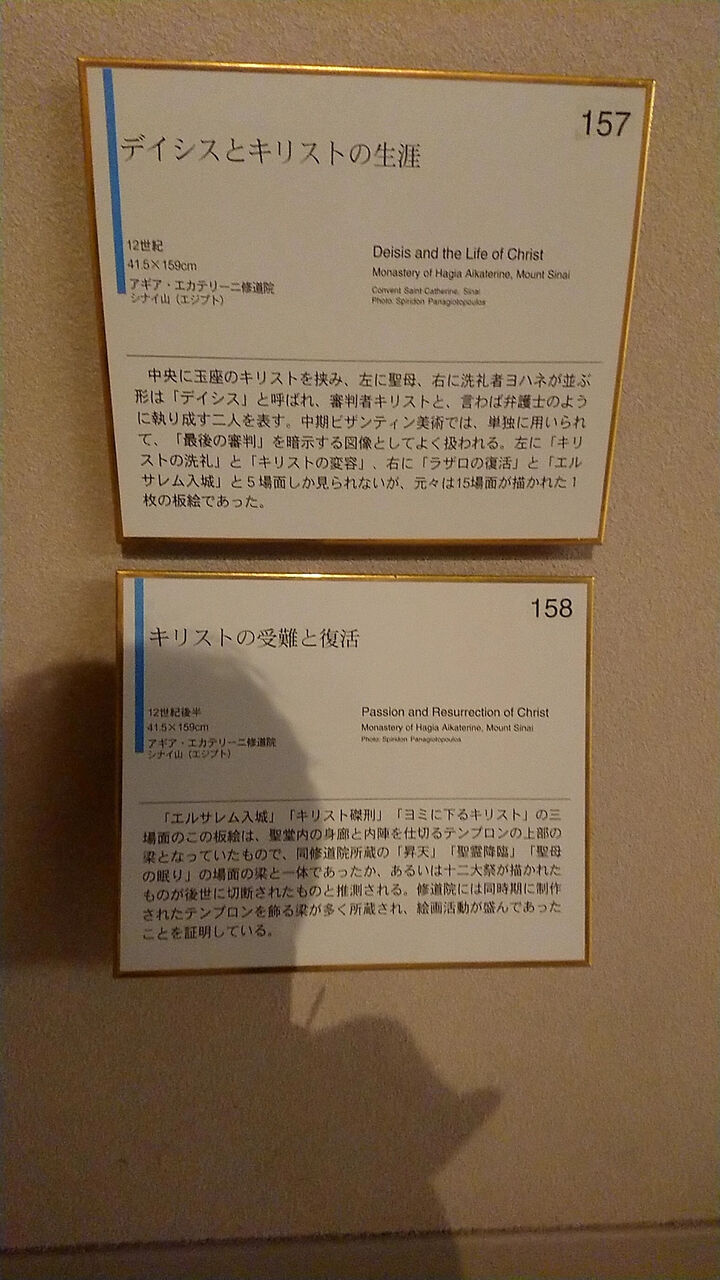 157
デイシスとキリストの生涯
12世紀
41.5×159cm
アギア・エカテリーニ修道院
シナイ山（エジプト）
Deisis and the Life of Christ
Monastery of Hagia Aikaterine, Mount Sinai
Convent Saint Catherine, Sinai
Photo: Spiridon Panagiotopoulos
中央に玉座のキリストを挟み、左に聖母、右に洗礼者ヨハネが並ぶ
形は「デイシス」と呼ばれ、審判者キリストと、言わば弁護士のよう
に執り成す二人を表す。中期ビザンティン美術では、単独に用いられ
て、「最後の審判」を暗示する図像としてよく扱われる。左に「キリ
ストの洗礼」と「キリストの変容」、右に「ラザロの復活」と「エル
サレム入城」と５場面しか見られないが、元々は15場面が描かれた１
枚の板絵であった。
158
キリストの受難と復活
12世紀後半
41.5×159cm
アギア・エカテリーニ修道院
シナイ山（エジプト）
Passion and Resurrection of Christ
Monastery of Hagia Aikaterine, Mount Sinai
Photo: Spiridon Panagiotopoulos
「エルサレム入城」「キリスト磔刑」「ヨミに下るキリスト」の三
場面のこの板絵は、聖堂内の身廊と内陣を仕切るテンプロンの上部の
梁となっていたもので、同修道院所蔵の「昇天」「聖霊降臨」「聖母
の眠り」の場面の梁と一体であったか、あるいは十二大祭が描かれた
ものが後世に切断されたものと推測される。修道院には同時期に制作
されたテンプロンを飾る梁が多く所蔵され、絵画活動が盛んであった
ことを証明している。